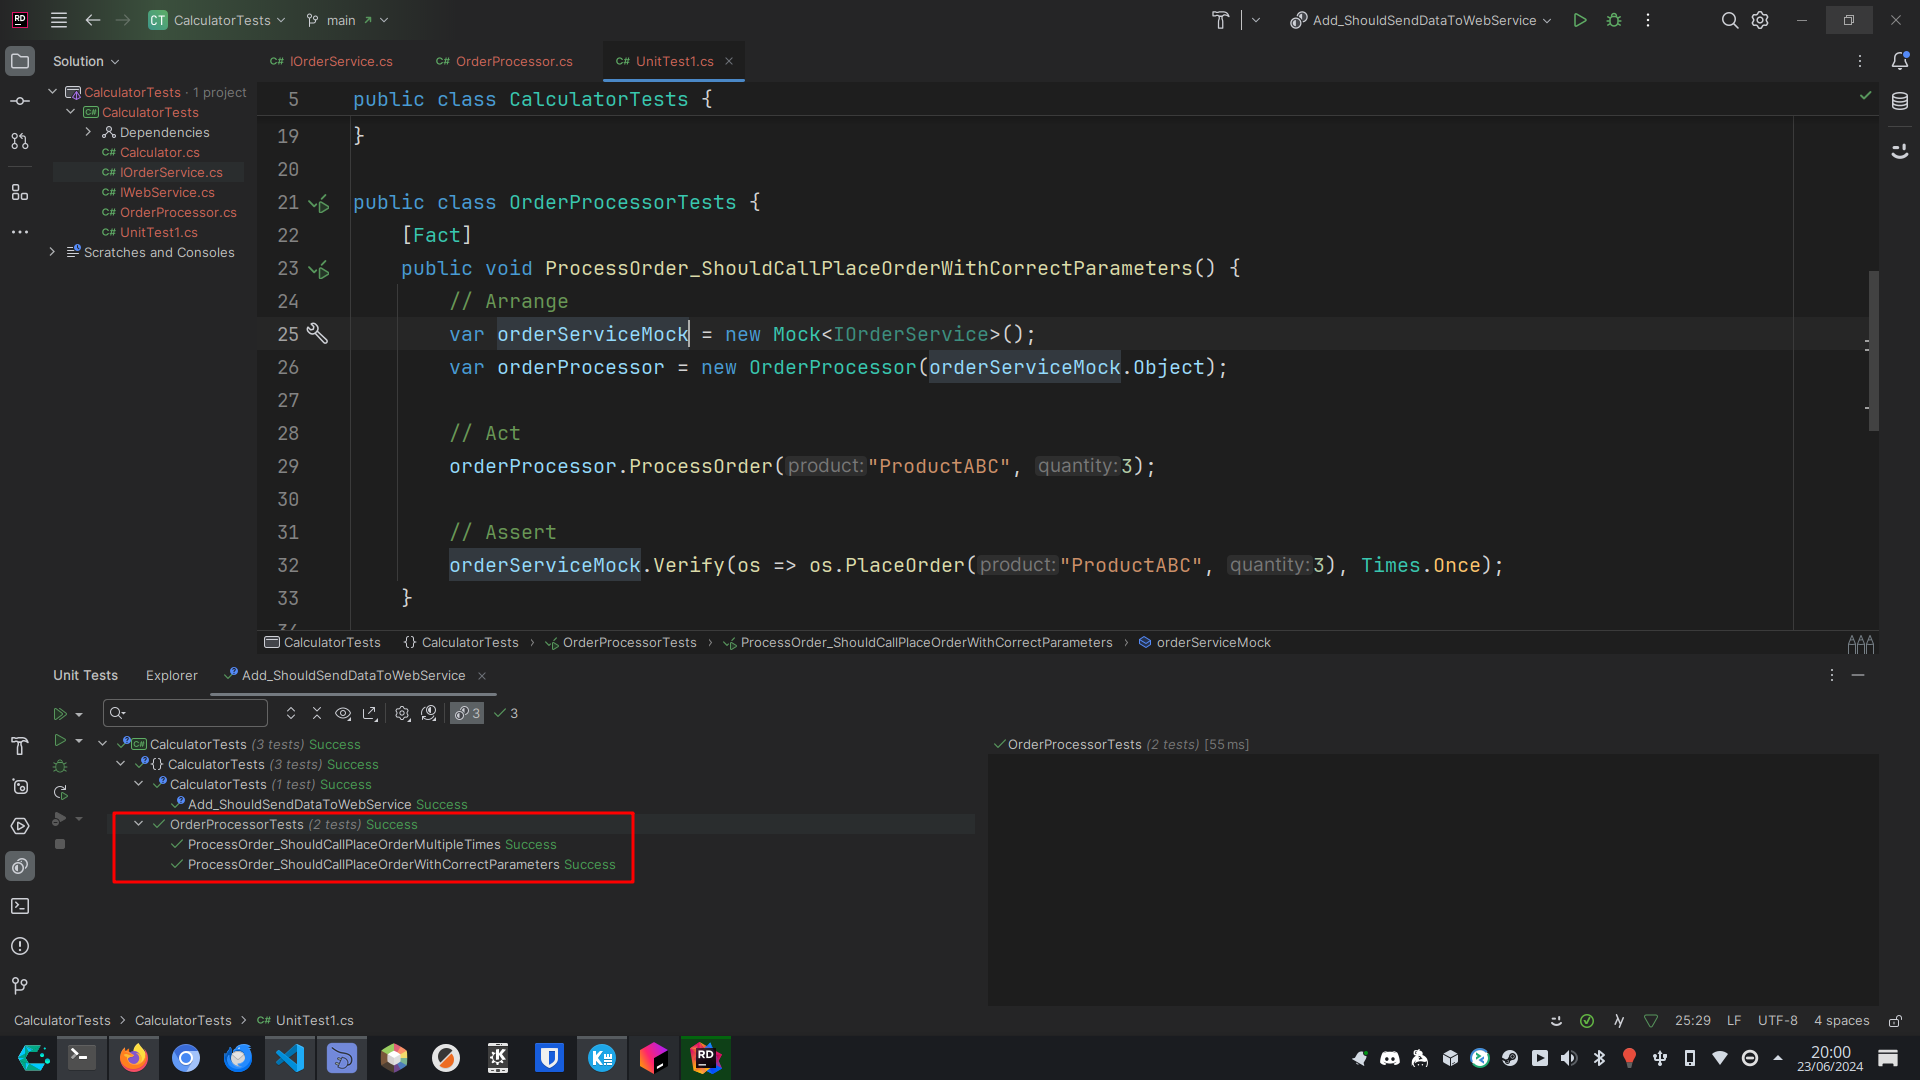 RD CT CalculatorTests main Add_ShouldSendDataToWebService
Solution
C# IOrderService.cs C# OrderProcessor.cs C# UnitTest1.cs
CalculatorTests · 1 project
C# CalculatorTests
Dependencies
C# Calculator.cs
C# IOrderService.cs
C# IWebService.cs
C# OrderProcessor.cs
C# UnitTest1.cs
Scratches and Consoles
5 public class CalculatorTests {
19 }
20
21 public class OrderProcessorTests {
22 [Fact]
23 public void ProcessOrder_ShouldCallPlaceOrderWithCorrectParameters() {
24 // Arrange
25 var orderServiceMock = new Mock<IOrderService>();
26 var orderProcessor = new OrderProcessor(orderServiceMock.Object);
27
28 // Act
29 orderProcessor.ProcessOrder(product:"ProductABC", quantity:3);
30
31 // Assert
32 orderServiceMock.Verify(os => os.PlaceOrder(product:"ProductABC", quantity:3), Times.Once);
33 }
34
CalculatorTests {} CalculatorTests › OrderProcessorTests › ProcessOrder_ShouldCallPlaceOrderWithCorrectParameters › orderServiceMock
Unit Tests Explorer Add_ShouldSendDataToWebService
3 3
C# CalculatorTests (3 tests) Success
{} CalculatorTests (3 tests) Success
CalculatorTests (1 test) Success
Add_ShouldSendDataToWebService Success
OrderProcessorTests (2 tests) Success
ProcessOrder_ShouldCallPlaceOrderMultipleTimes Success
ProcessOrder_ShouldCallPlaceOrderWithCorrectParameters Success
OrderProcessorTests (2 tests) [55 ms]
CalculatorTests › CalculatorTests › C# UnitTest1.cs
25:29 LF UTF-8 4 spaces
RD
20:00
23/06/2024